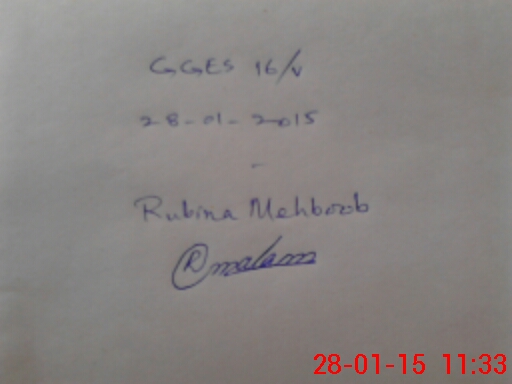 GGES 16/v
28-01-2015
Rubina Mehboob
28-01-15 11:33